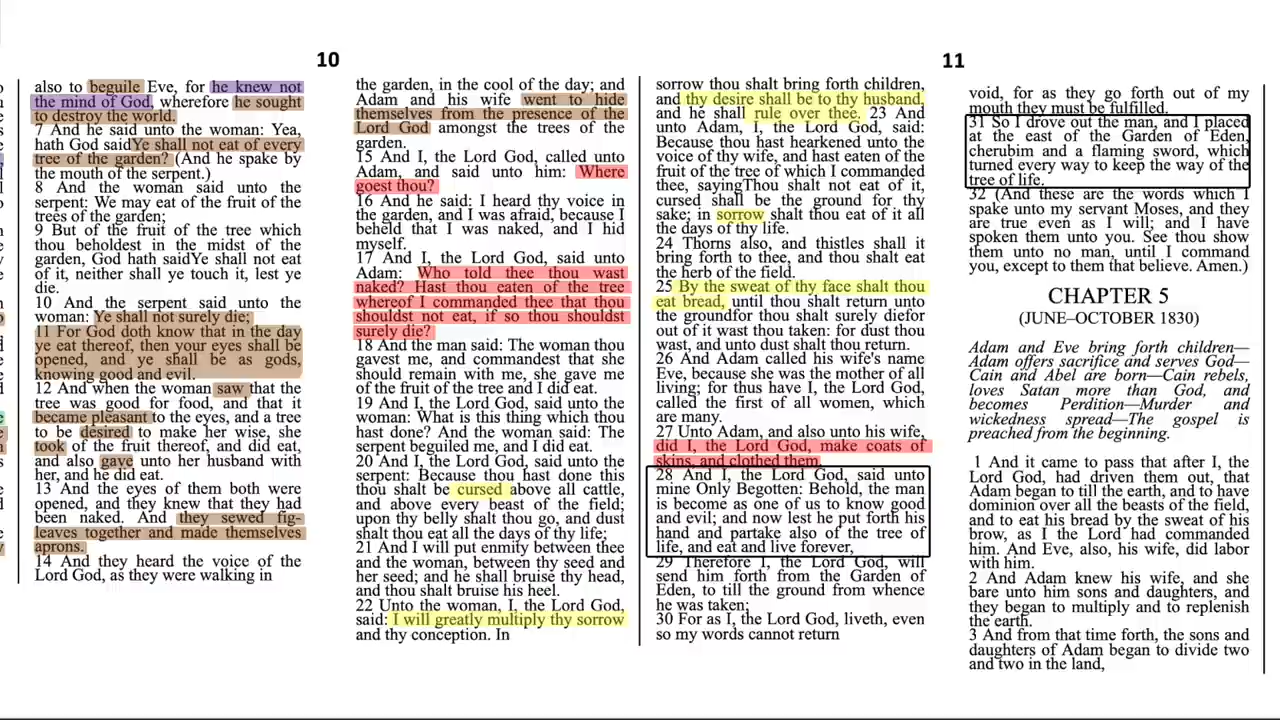 10
11
also to beguile Eve, for he knew not
the mind of God, wherefore he sought
to destroy the world.
7 And he said unto the woman: Yea,
hath God saidYe shall not eat of every
tree of the garden? (And he spake by
the mouth of the serpent.)
8 And the woman said unto the
serpent: We may eat of the fruit of the
trees of the garden;
9 But of the fruit of the tree which
thou beholdest in the midst of the
garden, God hath saidYe shall not eat
of it, neither shall ye touch it, lest ye
die.
10 And the serpent said unto the
woman: Ye shall not surely die;
11 For God doth know that in the day
ye eat thereof, then your eyes shall be
opened, and ye shall be as gods,
knowing good and evil.
12 And when the woman saw that the
tree was good for food, and that it
became pleasant to the eyes, and a tree
to be desired to make her wise, she
took of the fruit thereof, and did eat,
and also gave unto her husband with
her, and he did eat.
13 And the eyes of them both were
opened, and they knew that they had
been naked. And they sewed fig-
leaves together and made themselves
aprons.
14 And they heard the voice of the
Lord God, as they were walking in
the garden, in the cool of the day; and
Adam and his wife went to hide
themselves from the presence of the
Lord God amongst the trees of the
garden.
15 And I, the Lord God, called unto
Adam, and said unto him: Where
goest thou?
16 And he said: I heard thy voice in
the garden, and I was afraid, because I
beheld that I was naked, and I hid
myself.
17 And I, the Lord God, said unto
Adam: Who told thee thou wast
naked? Hast thou eaten of the tree
whereof I commanded thee that thou
shouldst not eat, if so thou shouldst
surely die?
18 And the man said: The woman thou
gavest me, and commandest that she
should remain with me, she gave me
of the fruit of the tree and I did eat.
19 And I, the Lord God, said unto the
woman: What is this thing which thou
hast done? And the woman said: The
serpent beguiled me, and I did eat.
20 And I, the Lord God, said unto the
serpent: Because thou hast done this
thou shalt be cursed above all cattle,
and above every beast of the field;
upon thy belly shalt thou go, and dust
shalt thou eat all the days of thy life;
21 And I will put enmity between thee
and the woman, between thy seed and
her seed; and he shall bruise thy head,
and thou shalt bruise his heel.
22 Unto the woman, I, the Lord God,
said: I will greatly multiply thy sorrow
and thy conception. In
sorrow thou shalt bring forth children,
and thy desire shall be to thy husband,
and he shall rule over thee. 23 And
unto Adam, I, the Lord God, said:
Because thou hast hearkened unto the
voice of thy wife, and hast eaten of the
fruit of the tree of which I commanded
thee, sayingThou shalt not eat of it,
cursed shall be the ground for thy
sake; in sorrow shalt thou eat of it all
the days of thy life.
24 Thorns also, and thistles shall it
bring forth to thee, and thou shalt eat
the herb of the field.
25 By the sweat of thy face shalt thou
eat bread, until thou shalt return unto
the groundfor thou shalt surely diefor
out of it wast thou taken: for dust thou
wast, and unto dust shalt thou return.
26 And Adam called his wife's name
Eve, because she was the mother of all
living; for thus have I, the Lord God,
called the first of all women, which
are many.
27 Unto Adam, and also unto his wife,
did I, the Lord God, make coats of
skins, and clothed them.
28 And I, the Lord God, said unto
mine Only Begotten: Behold, the man
is become as one of us to know good
and evil; and now lest he put forth his
hand and partake also of the tree of
life, and eat and live forever,
29 Therefore I, the Lord God, will
send him forth from the Garden of
Eden, to till the ground from whence
he was taken;
30 For as I, the Lord God, liveth, even
so my words cannot return
void, for as they go forth out of my
mouth they must be fulfilled.
31 So I drove out the man, and I placed
at the east of the Garden of Eden,
cherubim and a flaming sword, which
turned every way to keep the way of the
tree of life.
32 (And these are the words which I
spake unto my servant Moses, and they
are true even as I will; and I have
spoken them unto you. See thou show
them unto no man, until I command
you, except to them that believe. Amen.)
CHAPTER 5
(JUNE–OCTOBER 1830)
Adam and Eve bring forth children—
Adam offers sacrifice and serves God—
Cain and Abel are born—Cain rebels,
loves Satan more than God, and
becomes Perdition—Murder and
wickedness spread—The gospel is
preached from the beginning.
1 And it came to pass that after I, the
Lord God, had driven them out, that
Adam began to till the earth, and to have
dominion over all the beasts of the field,
and to eat his bread by the sweat of his
brow, as I the Lord had commanded
him. And Eve, also, his wife, did labor
with him.
2 And Adam knew his wife, and she
bare unto him sons and daughters, and
they began to multiply and to replenish
the earth.
3 And from that time forth, the sons and
daughters of Adam began to divide two
and two in the land,